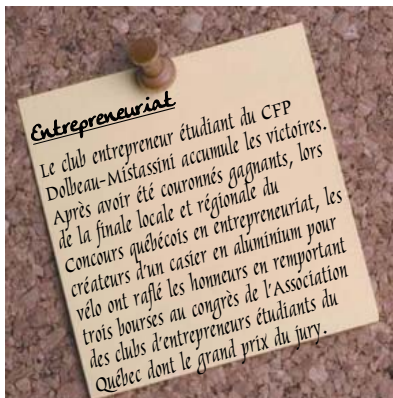 Entrepreneuriat
Le club entrepreneur étudiant du CFP
Dolbeau-Mistassini accumule les victoires.
Après avoir été couronnés gagnants, lors
de la finale locale et régionale du
Concours québécois en entrepreneuriat, les
créateurs d'un casier en aluminium pour
vélo ont raflé les honneurs en remportant
trois bourses au congrès de l'Association
des clubs d'entrepreneurs étudiants du
Québec dont le grand prix du jury.